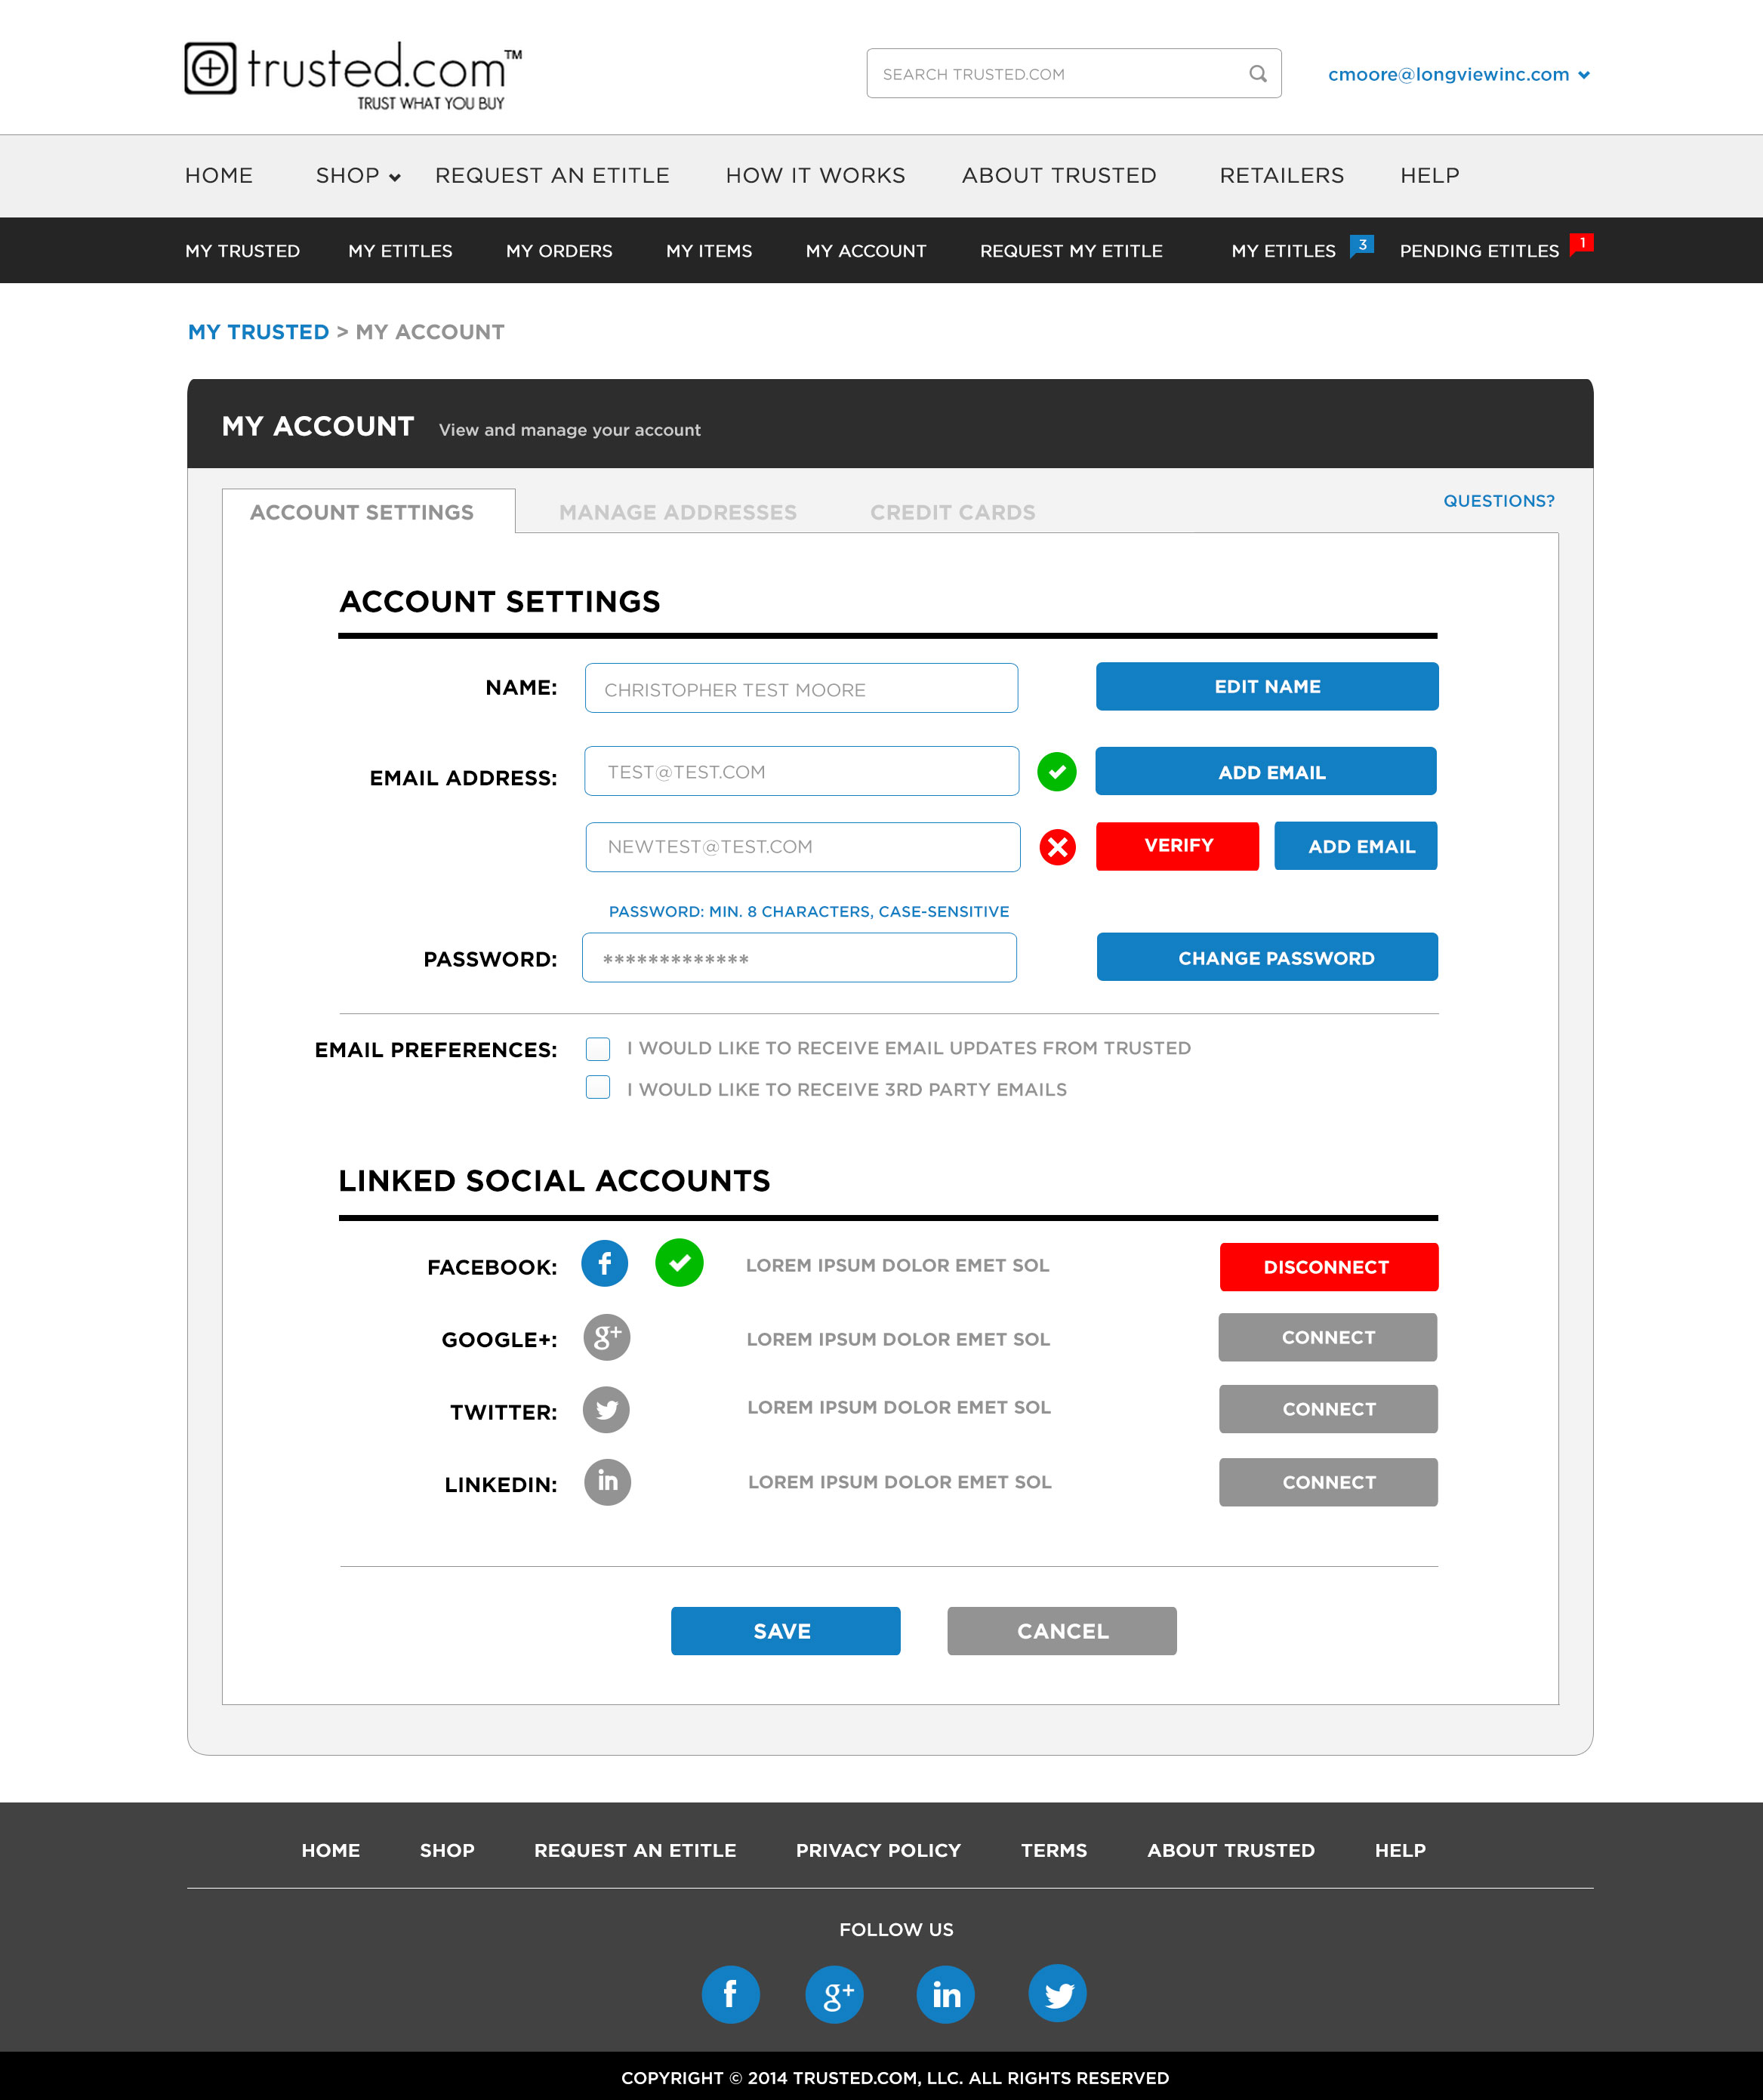 trusted.com™
TRUST WHAT YOU BUY
SEARCH TRUSTED.COM
cmoore@longviewinc.com
HOME SHOP REQUEST AN ETITLE HOW IT WORKS ABOUT TRUSTED RETAILERS HELP
MY TRUSTED MY ETITLES MY ORDERS MY ITEMS MY ACCOUNT REQUEST MY ETITLE MY ETITLES 3 PENDING ETITLES 1
MY TRUSTED > MY ACCOUNT
MY ACCOUNT View and manage your account
ACCOUNT SETTINGS MANAGE ADDRESSES CREDIT CARDS QUESTIONS?
ACCOUNT SETTINGS
NAME: CHRISTOPHER TEST MOORE EDIT NAME
EMAIL ADDRESS: TEST@TEST.COM ADD EMAIL
NEWTEST@TEST.COM VERIFY ADD EMAIL
PASSWORD: MIN. 8 CHARACTERS, CASE-SENSITIVE
PASSWORD: ************* CHANGE PASSWORD
EMAIL PREFERENCES: I WOULD LIKE TO RECEIVE EMAIL UPDATES FROM TRUSTED
I WOULD LIKE TO RECEIVE 3RD PARTY EMAILS
LINKED SOCIAL ACCOUNTS
FACEBOOK: f LOREM IPSUM DOLOR EMET SOL DISCONNECT
GOOGLE+: g+ LOREM IPSUM DOLOR EMET SOL CONNECT
TWITTER: LOREM IPSUM DOLOR EMET SOL CONNECT
LINKEDIN: in LOREM IPSUM DOLOR EMET SOL CONNECT
SAVE CANCEL
HOME SHOP REQUEST AN ETITLE PRIVACY POLICY TERMS ABOUT TRUSTED HELP
FOLLOW US
f g+ in
COPYRIGHT © 2014 TRUSTED.COM, LLC. ALL RIGHTS RESERVED